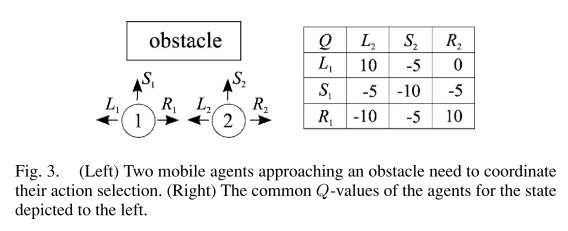 obstacle
S₁ S₂
L₁ R₁ L₂ R₂
1 2
Q L₂ S₂ R₂
L₁ 10 -5 0
S₁ -5 -10 -5
R₁ -10 -5 10
Fig. 3. (Left) Two mobile agents approaching an obstacle need to coordinate
their action selection. (Right) The common Q-values of the agents for the state
depicted to the left.